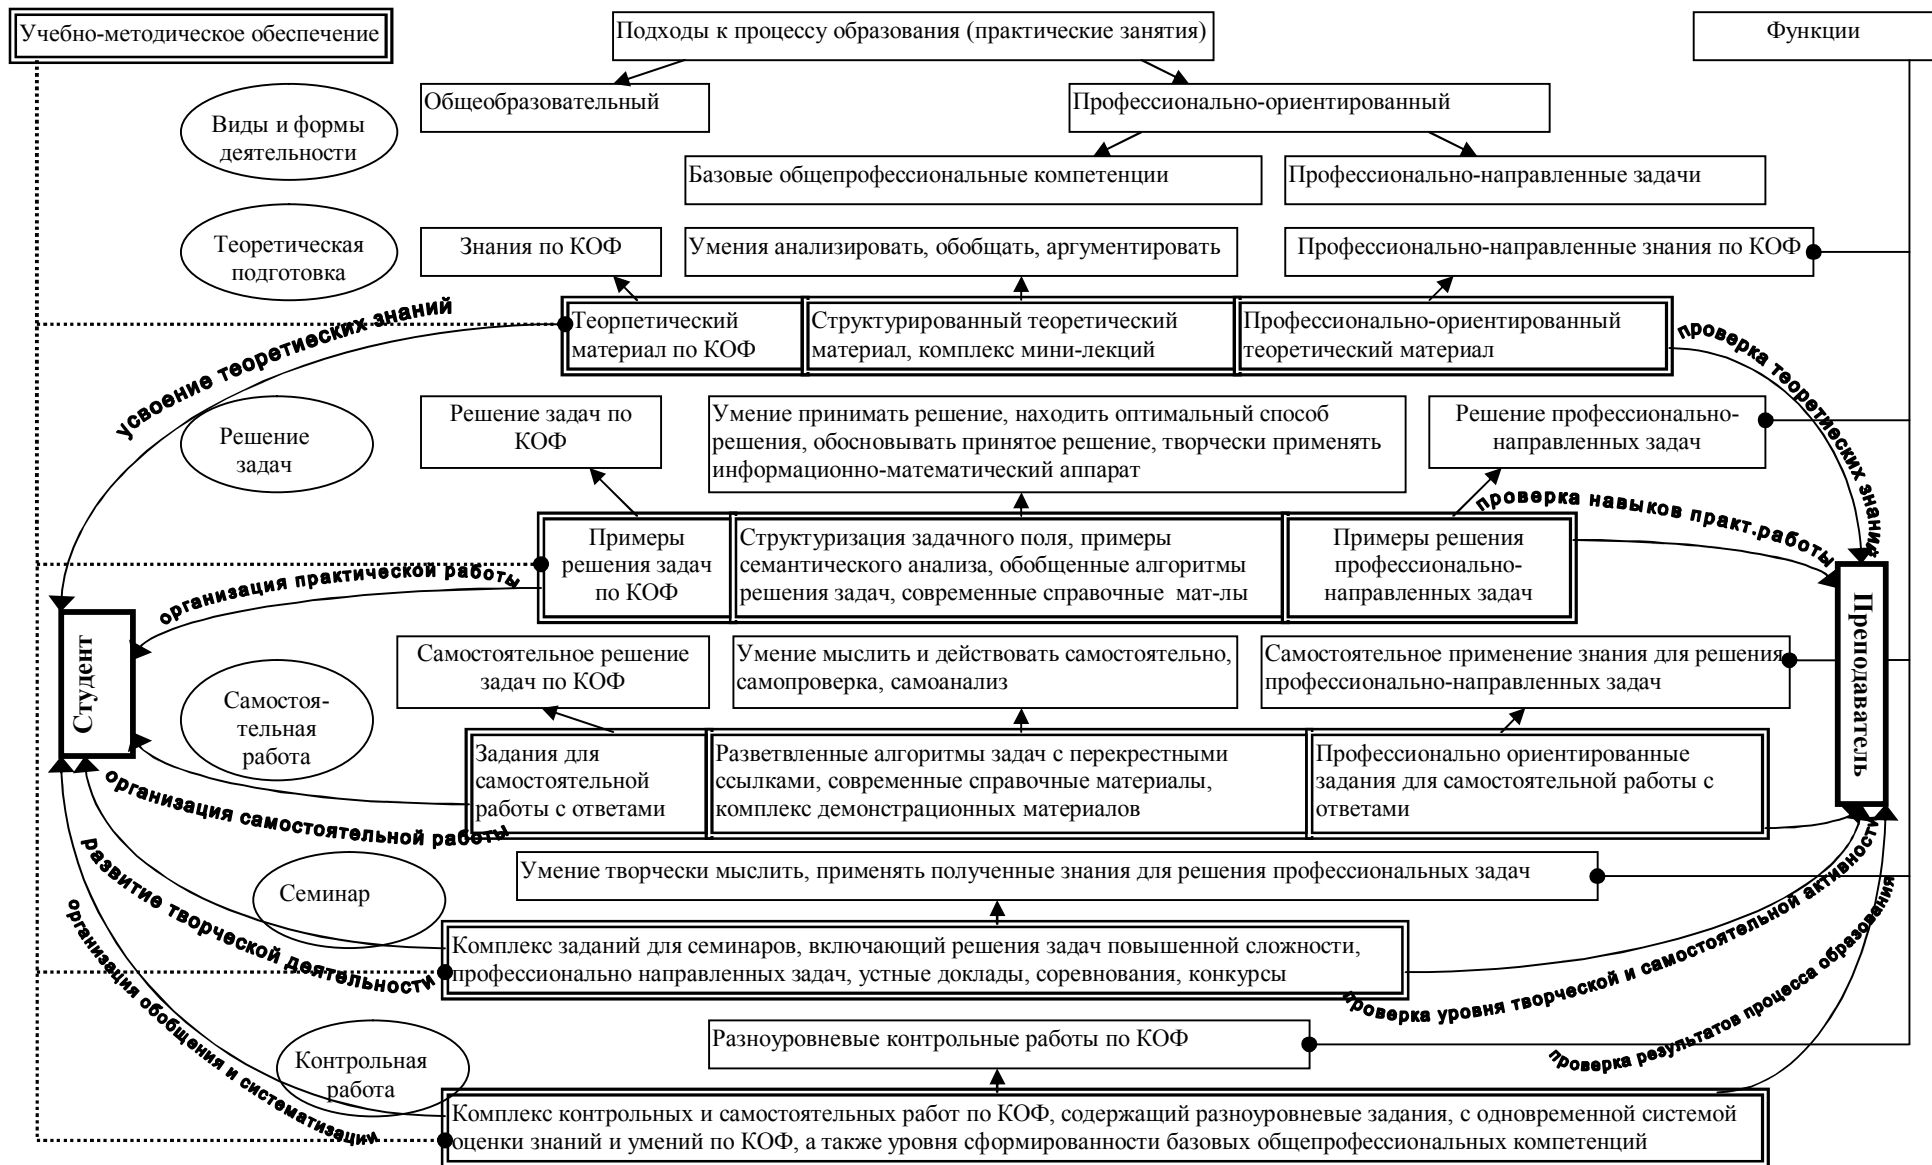 Учебно-методическое обеспечение
Подходы к процессу образования (практические занятия)
Функции
Общеобразовательный
Профессионально-ориентированный
Виды и формы
деятельности
Базовые общепрофессиональные компетенции
Профессионально-направленные задачи
Теоретическая
подготовка
Знания по КОФ
Умения анализировать, обобщать, аргументировать
Профессионально-направленные знания по КОФ
усвоение теоретиеских знаний
Теорпетический
материал по КОФ
Структурированный теоретический
материал, комплекс мини-лекций
Профессионально-ориентированный
теоретический материал
проверка теоретиеских знаний
Решение
задач
Решение задач по
КОФ
Умение принимать решение, находить оптимальный способ
решения, обосновывать принятое решение, творчески применять
информационно-математический аппарат
Решение профессионально-
направленных задач
проверка навыков практ.работы
организация практической работы
Примеры
решения задач
по КОФ
Структуризация задачного поля, примеры
семантического анализа, обобщенные алгоритмы
решения задач, современные справочные мат-лы
Примеры решения
профессионально-
направленных задач
Студент
Преподаватель
Самостоя-
тельная
работа
Самостоятельное решение
задач по КОФ
Умение мыслить и действовать самостоятельно,
самопроверка, самоанализ
Самостоятельное применение знания для решения
профессионально-направленных задач
организация самостоятельной работы
Задания для
самостоятельной
работы с ответами
Разветвленные алгоритмы задач с перекрестными
ссылками, современные справочные материалы,
комплекс демонстрационных материалов
Профессионально ориентированные
задания для самостоятельной работы с
ответами
развитие творческой деятельности
Семинар
Умение творчески мыслить, применять полученные знания для решения профессиональных задач
Комплекс заданий для семинаров, включающий решения задач повышенной сложности,
профессионально направленных задач, устные доклады, соревнования, конкурсы
проверка уровня творческой и самостоятельной активности
организация обобщения и систематизации
Контрольная
работа
Разноуровневые контрольные работы по КОФ
проверка результатов процесса образования
Комплекс контрольных и самостоятельных работ по КОФ, содержащий разноуровневые задания, с одновременной системой
оценки знаний и умений по КОФ, а также уровня сформированности базовых общепрофессиональных компетенций